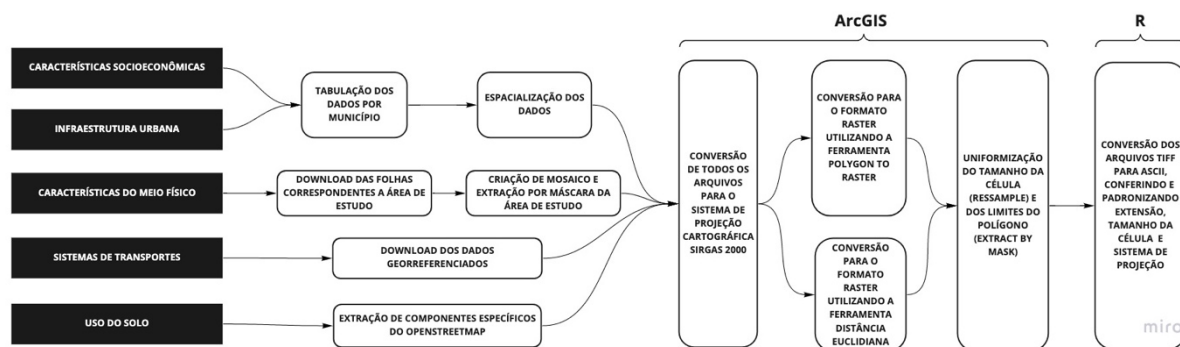 ArcGIS
R
CARACTERÍSTICAS SOCIOECONÔMICAS
INFRAESTRUTURA URBANA
CARACTERÍSTICAS DO MEIO FÍSICO
SISTEMAS DE TRANSPORTES
USO DO SOLO
TABULAÇÃO DOS
DADOS POR
MUNICÍPIO
ESPACIALIZAÇÃO DOS
DADOS
DOWNLOAD DAS FOLHAS
CORRESPONDENTES A ÁREA DE
ESTUDO
CRIAÇÃO DE MOSAICO E
EXTRAÇÃO POR MÁSCARA DA
ÁREA DE ESTUDO
DOWNLOAD DOS DADOS
GEORREFERENCIADOS
EXTRAÇÃO DE COMPONENTES ESPECÍFICOS
DO OPENSTREETMAP
CONVERSÃO
DE TODOS OS
ARQUIVOS
PARA O
SISTEMA DE
PROJEÇÃO
CARTOGRÁFICA
SIRGAS 2000
CONVERSÃO PARA
O FORMATO
RASTER
UTILIZANDO A
FERRAMENTA
POLYGON TO
RASTER
CONVERSÃO
PARA O
FORMATO
RASTER
UTILIZANDO A
FERRAMENTA
DISTÂNCIA
EUCLIDIANA
UNIFORMIZAÇÃO
DO TAMANHO DA
CÉLULA
(RESSAMPLE) E
DOS LIMITES DO
POLÍGONO
(EXTRACT BY
MASK)
CONVERSÃO DOS
ARQUIVOS TIFF
PARA ASCII,
CONFERINDO E
PADRONIZANDO
EXTENSÃO,
TAMANHO DA
CÉLULA E
SISTEMA DE
PROJEÇÃO
miro